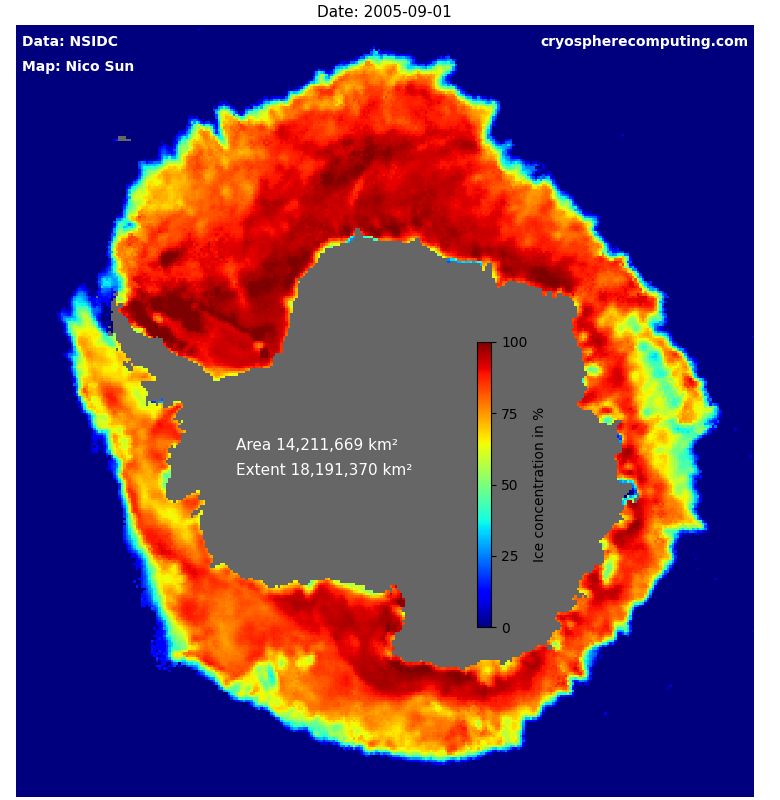 Date: 2005-09-01
Data: NSIDC
cryospherecomputing.com
Map: Nico Sun
100
75
50
25
0
Ice concentration in %
Area 14,211,669 km²
Extent 18,191,370 km²